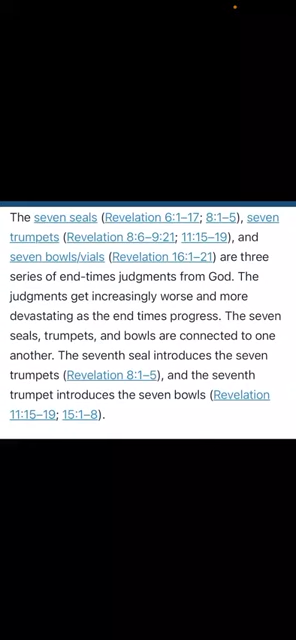 The seven seals (Revelation 6:1–17; 8:1–5), seven
trumpets (Revelation 8:6–9:21; 11:15–19), and
seven bowls/vials (Revelation 16:1–21) are three
series of end-times judgments from God. The
judgments get increasingly worse and more
devastating as the end times progress. The seven
seals, trumpets, and bowls are connected to one
another. The seventh seal introduces the seven
trumpets (Revelation 8:1–5), and the seventh
trumpet introduces the seven bowls (Revelation
11:15–19; 15:1–8).